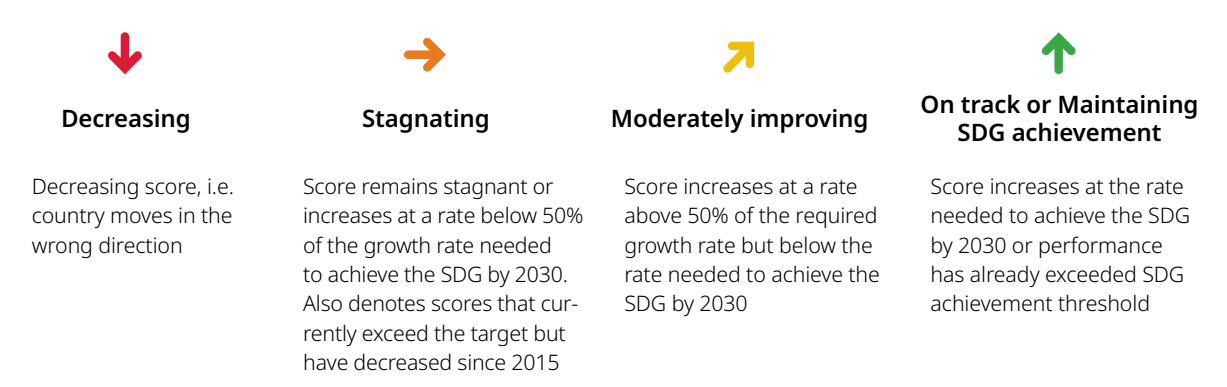 Decreasing
Decreasing score, i.e.
country moves in the
wrong direction
Stagnating
Score remains stagnant or
increases at a rate below 50%
of the growth rate needed
to achieve the SDG by 2030.
Also denotes scores that cur-
rently exceed the target but
have decreased since 2015
Moderately improving
Score increases at a rate
above 50% of the required
growth rate but below the
rate needed to achieve the
SDG by 2030
On track or Maintaining
SDG achievement
Score increases at the rate
needed to achieve the SDG
by 2030 or performance
has already exceeded SDG
achievement threshold